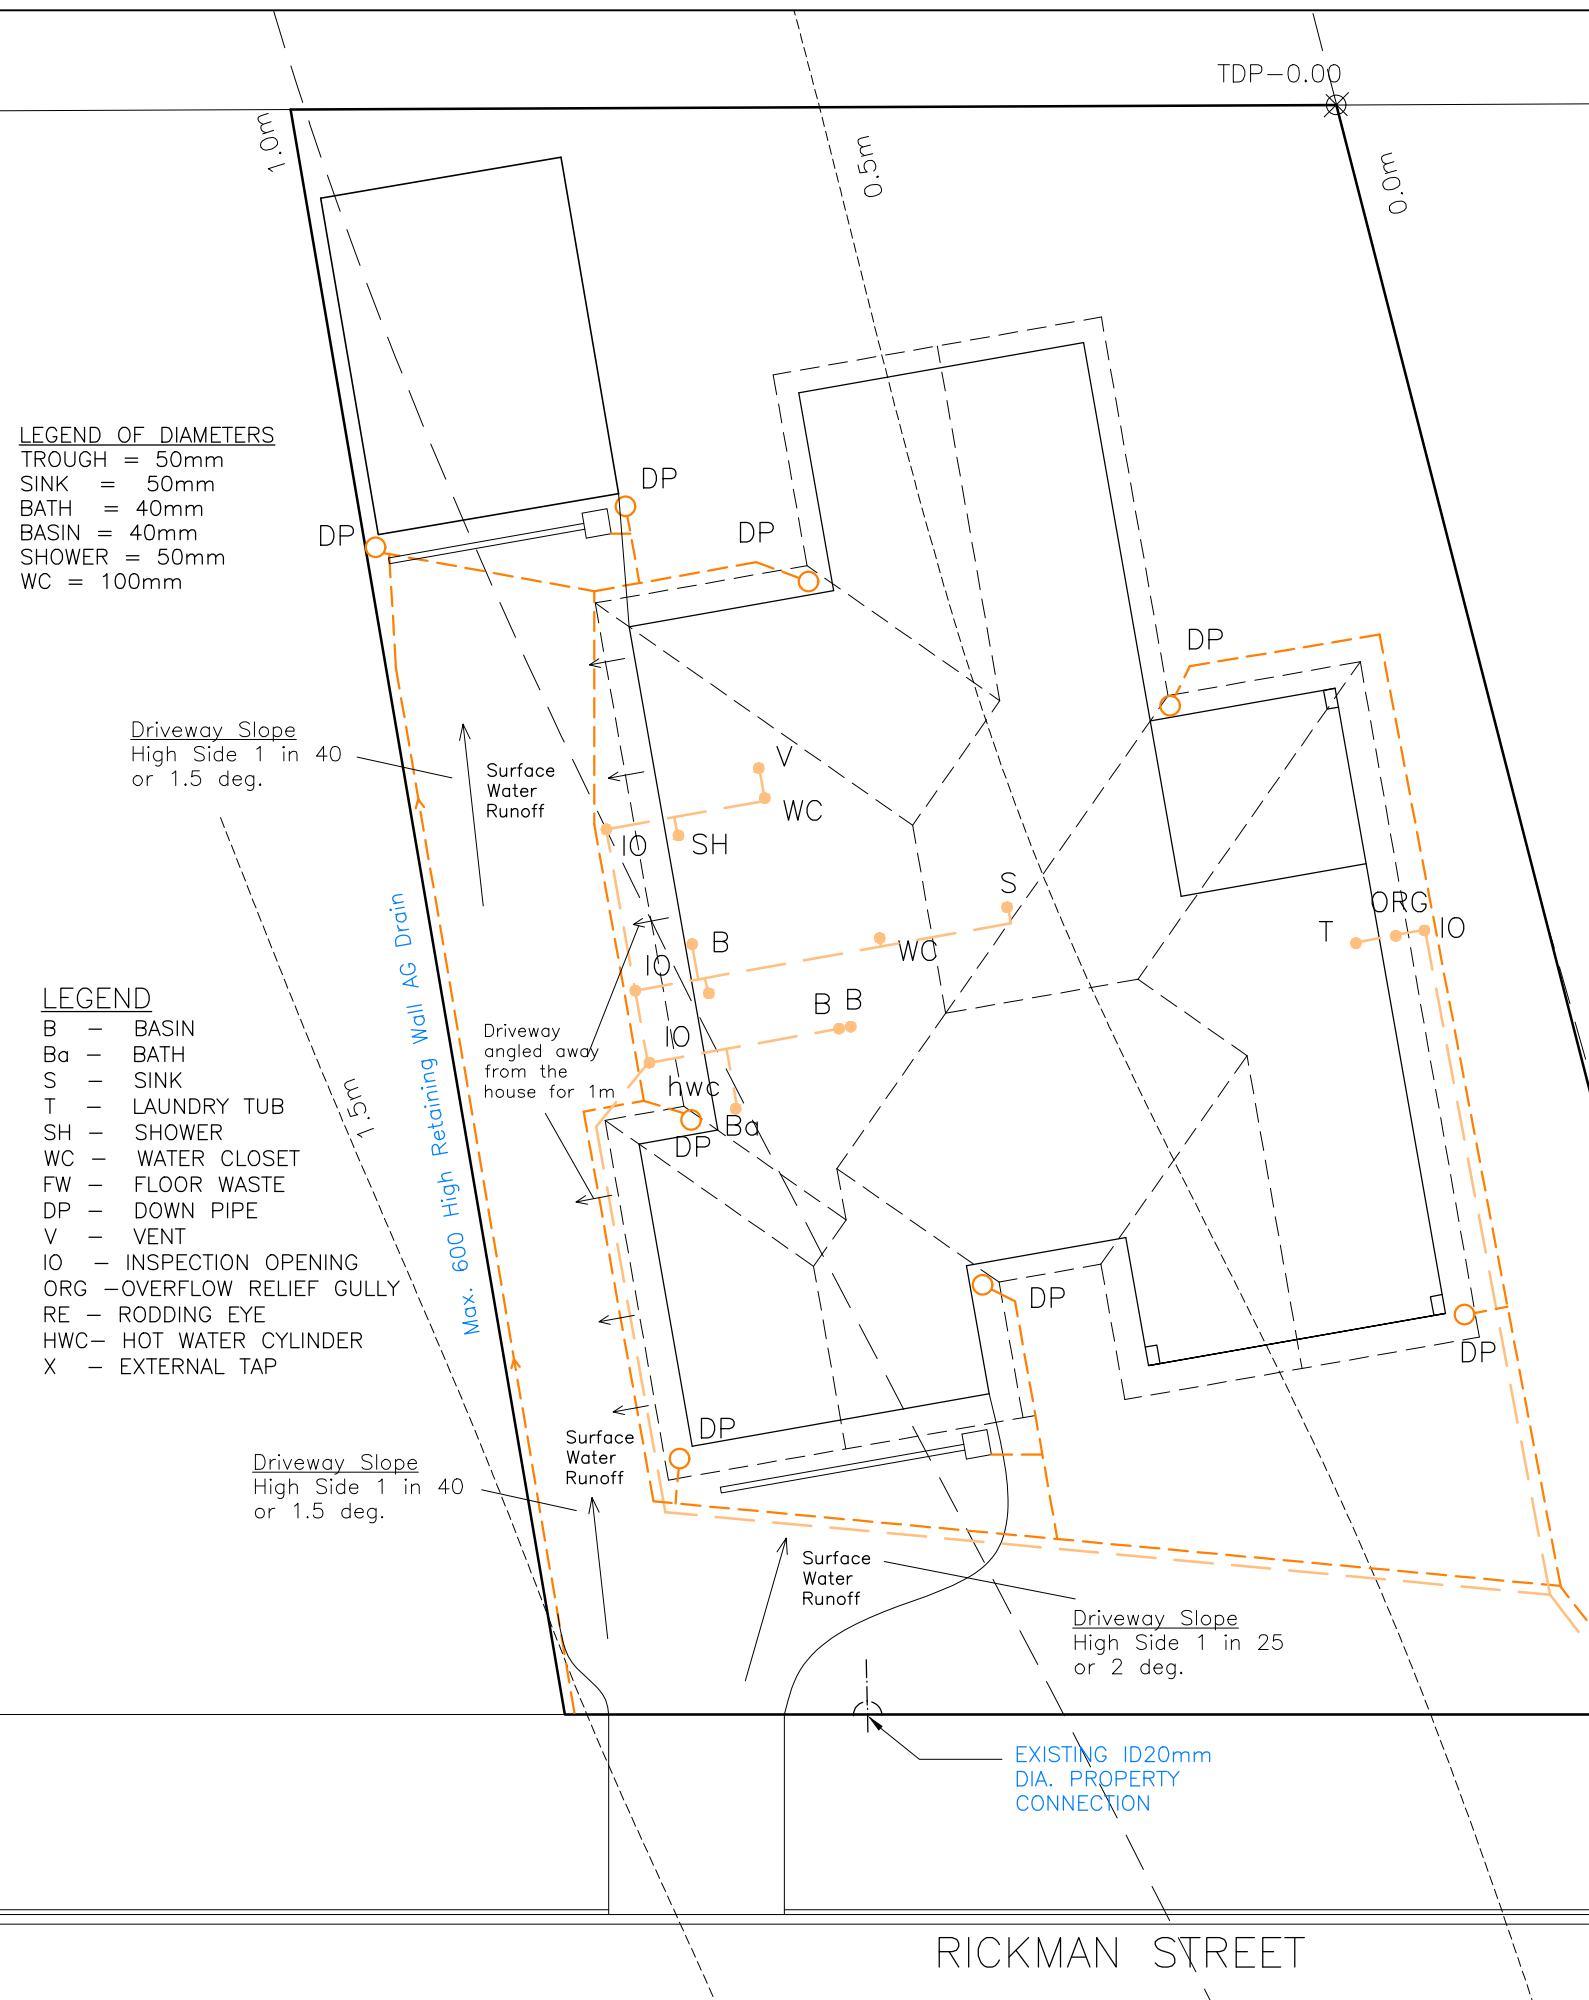 TDP-0.00
1.0m
0.5m
0.0m
LEGEND OF DIAMETERS
TROUGH = 50mm
SINK = 50mm
BATH = 40mm
BASIN = 40mm
SHOWER = 50mm
WC = 100mm
DP
DP
DP
DP
Driveway Slope
High Side 1 in 40
or 1.5 deg.
Surface
Water
Runoff
V
WC
IO
SH
S
ORG
T
IO
B
WC
IO
B B
IO
hwc
Ba
DP
Max. 600 High Retaining Wall AG Drain
Driveway
angled away
from the
house for 1m
LEGEND
B – BASIN
Ba – BATH
S – SINK
T – LAUNDRY TUB
SH – SHOWER
WC – WATER CLOSET
FW – FLOOR WASTE
DP – DOWN PIPE
V – VENT
IO – INSPECTION OPENING
ORG –OVERFLOW RELIEF GULLY
RE – RODDING EYE
HWC– HOT WATER CYLINDER
X – EXTERNAL TAP
1.5m
DP
DP
DP
Surface
Water
Runoff
Driveway Slope
High Side 1 in 40
or 1.5 deg.
Surface
Water
Runoff
Driveway Slope
High Side 1 in 25
or 2 deg.
EXISTING ID20mm
DIA. PROPERTY
CONNECTION
RICKMAN STREET